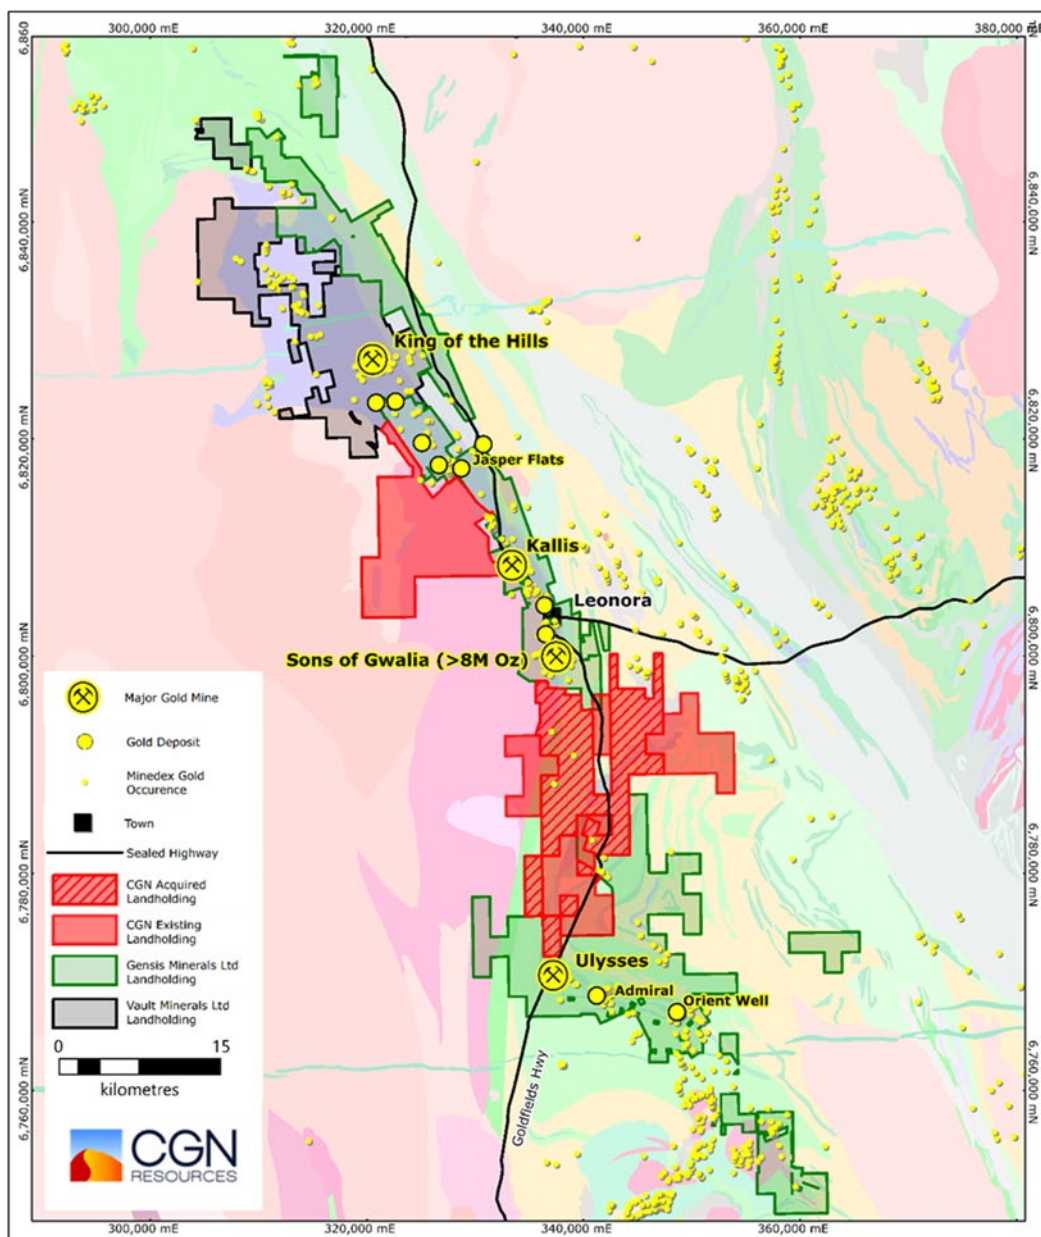 300,000 mE
320,000 mE
340,000 mE
360,000 mE
380,000 mE
6,860
mN
6,840,000 mN
6,840,000 mN
King of the Hills
6,820,000 mN
6,820,000 mN
Jasper Flats
Kallis
Leonora
6,800,000 mN
6,800,000 mN
Sons of Gwalia (>8M Oz)
Major Gold Mine
Gold Deposit
Minedex Gold
Occurence
Town
Sealed Highway
6,780,000 mN
6,780,000 mN
CGN Acquired
Landholding
CGN Existing
Landholding
Gensis Minerals Ltd
Landholding
Vault Minerals Ltd
Landholding
0
15
kilometres
Ulysses
Admiral
Orient Well
Goldfields Hwy
6,760,000 mN
6,760,000 mN
CGN
RESOURCES
300,000 mE
320,000 mE
340,000 mE
360,000 mE